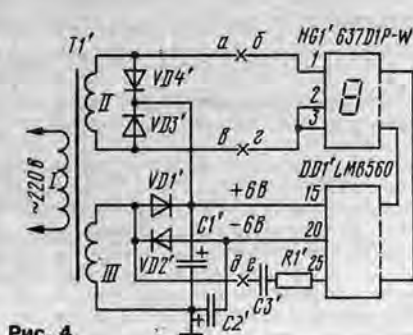 T1' а б HG1' 637D1P-W
VD4' 1
II 2
VD3' 3
в г DD1' LM8560
~220В I VD1' +6В 15
C1' -6В 20
III VD2' д е R1' 25
C3'
C2'
Рис. 4